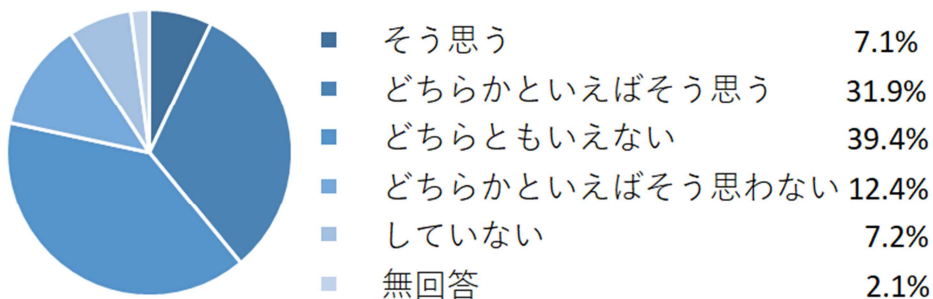 そう思う 7.1%
どちらかといえばそう思う 31.9%
どちらともいえない 39.4%
どちらかといえばそう思わない 12.4%
していない 7.2%
無回答 2.1%